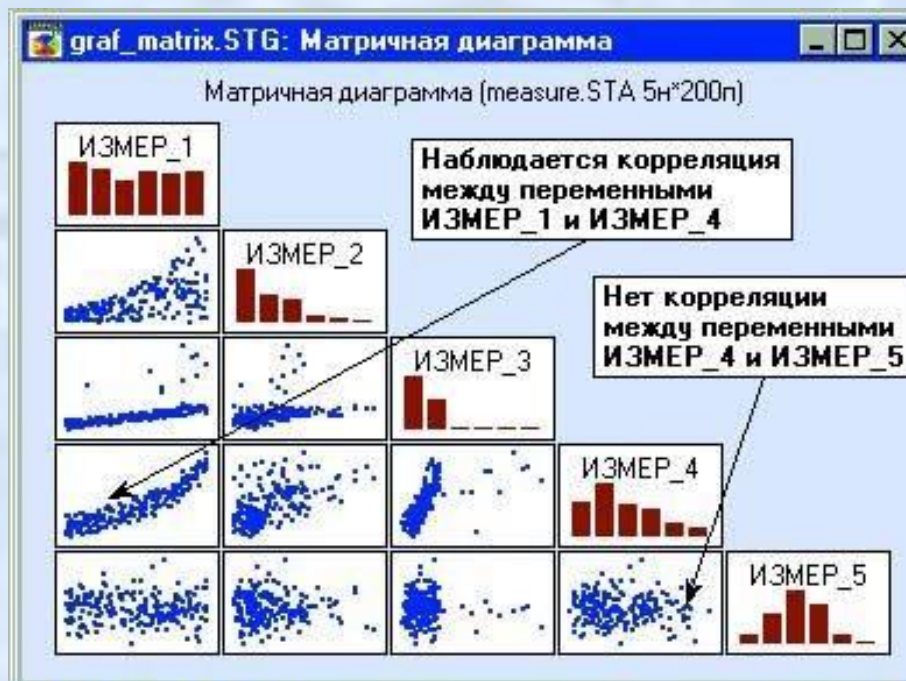 graf_matrix.STG: Матричная диаграмма
Матричная диаграмма (measure.STA 5н*200п)
ИЗМЕР_1
Наблюдается корреляция
между переменными
ИЗМЕР_1 и ИЗМЕР_4
ИЗМЕР_2
Нет корреляции
между переменными
ИЗМЕР_4 и ИЗМЕР_5
ИЗМЕР_3
ИЗМЕР_4
ИЗМЕР_5